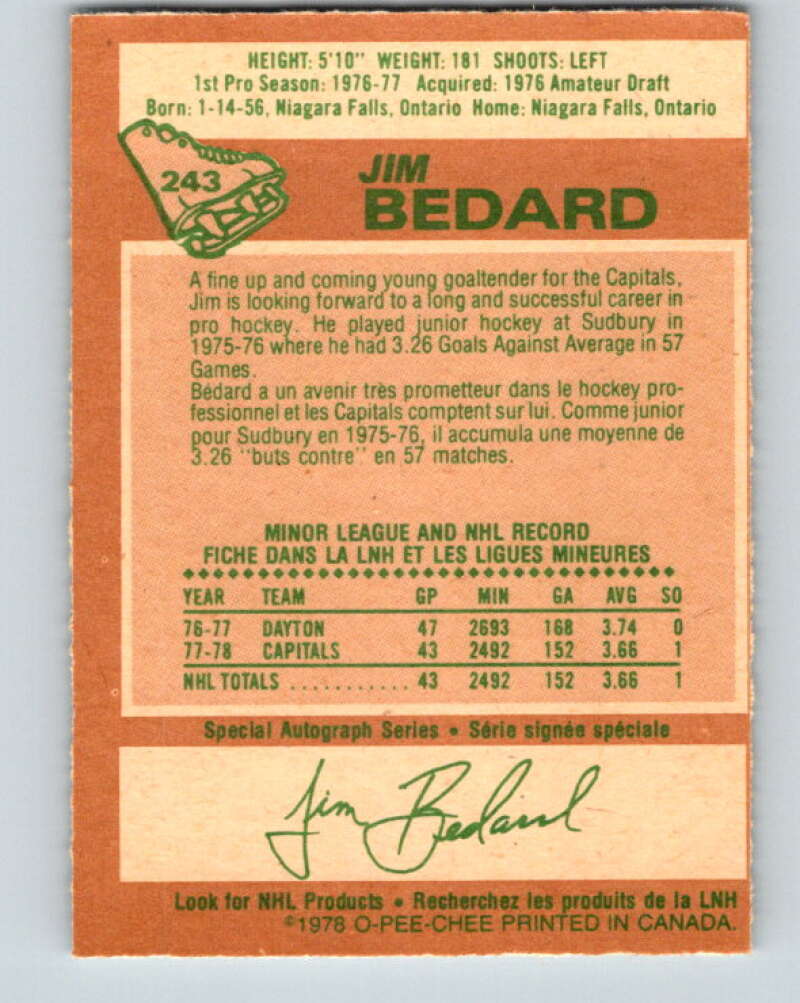 HEIGHT: 5'10" WEIGHT: 181 SHOOTS: LEFT
1st Pro Season: 1976-77 Acquired: 1976 Amateur Draft
Born: 1-14-56, Niagara Falls, Ontario Home: Niagara Falls, Ontario
243
JIM
BEDARD
A fine up and coming young goaltender for the Capitals,
Jim is looking forward to a long and successful career in
pro hockey. He played junior hockey at Sudbury in
1975-76 where he had 3.26 Goals Against Average in 57
Games.
Bédard a un avenir très prometteur dans le hockey pro-
fessionnel et les Capitals comptent sur lui. Comme junior
pour Sudbury en 1975-76, il accumula une moyenne de
3.26 "buts contre" en 57 matches.
MINOR LEAGUE AND NHL RECORD
FICHE DANS LA LNH ET LES LIGUES MINEURES
YEAR TEAM GP MIN GA AVG SO
76-77 DAYTON 47 2693 168 3.74 0
77-78 CAPITALS 43 2492 152 3.66 1
NHL TOTALS ........... 43 2492 152 3.66 1
Special Autograph Series • Série signée spéciale
Jim Bedard
Look for NHL Products • Recherchez les produits de la LNH
©1978 O-PEE-CHEE PRINTED IN CANADA.